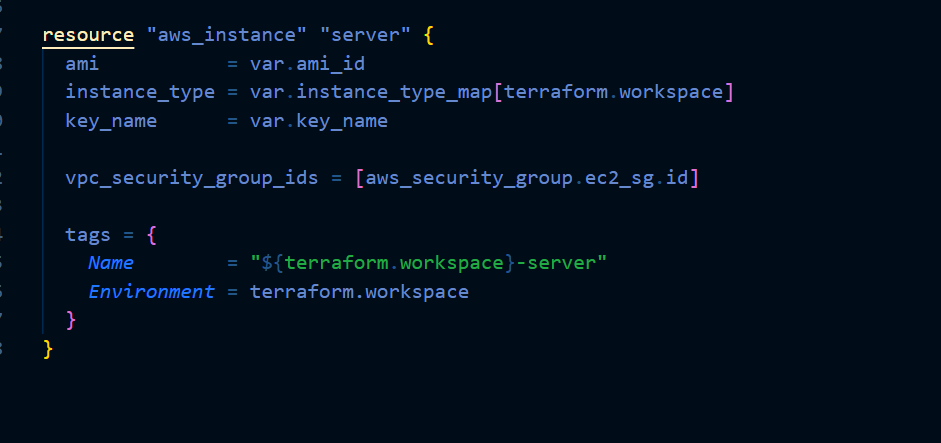 resource "aws_instance" "server" {
  ami           = var.ami_id
  instance_type = var.instance_type_map[terraform.workspace]
  key_name      = var.key_name
  vpc_security_group_ids = [aws_security_group.ec2_sg.id]
  tags = {
    Name        = "${terraform.workspace}-server"
    Environment = terraform.workspace
  }
}